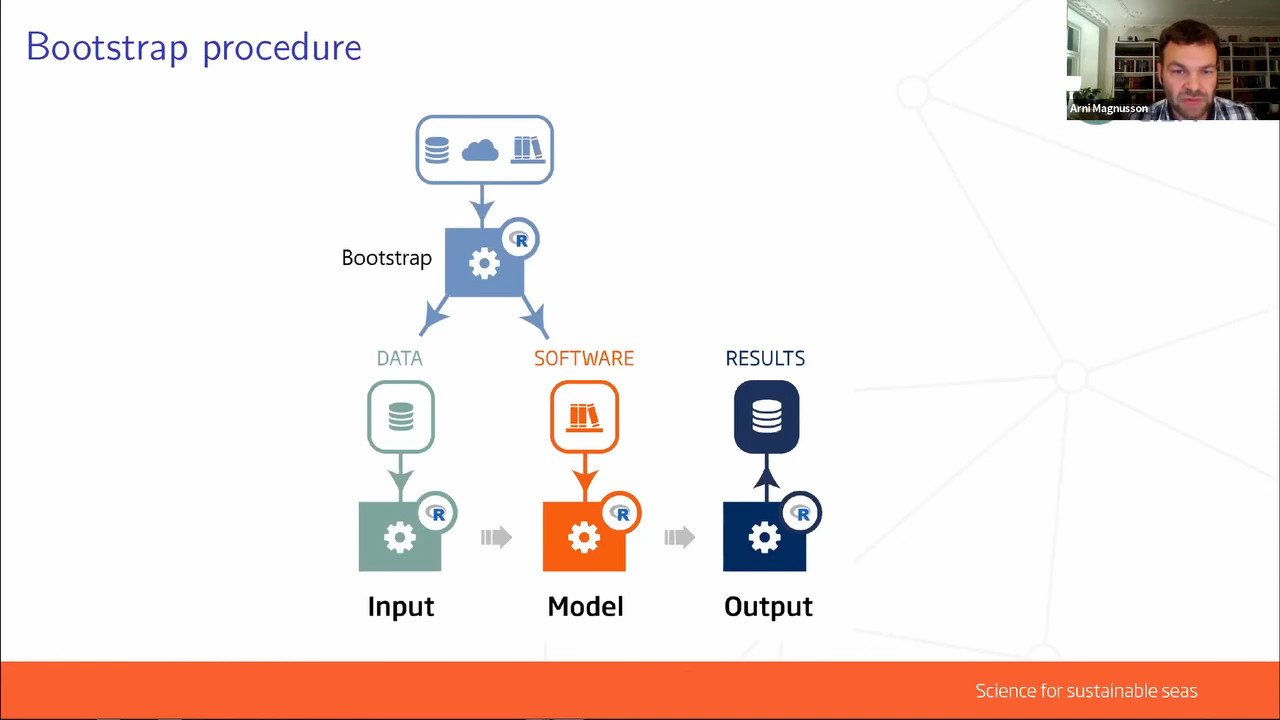 Bootstrap procedure
Arni Magnusson
R
Bootstrap
DATA
SOFTWARE
RESULTS
R
R
R
Input
Model
Output
Science for sustainable seas